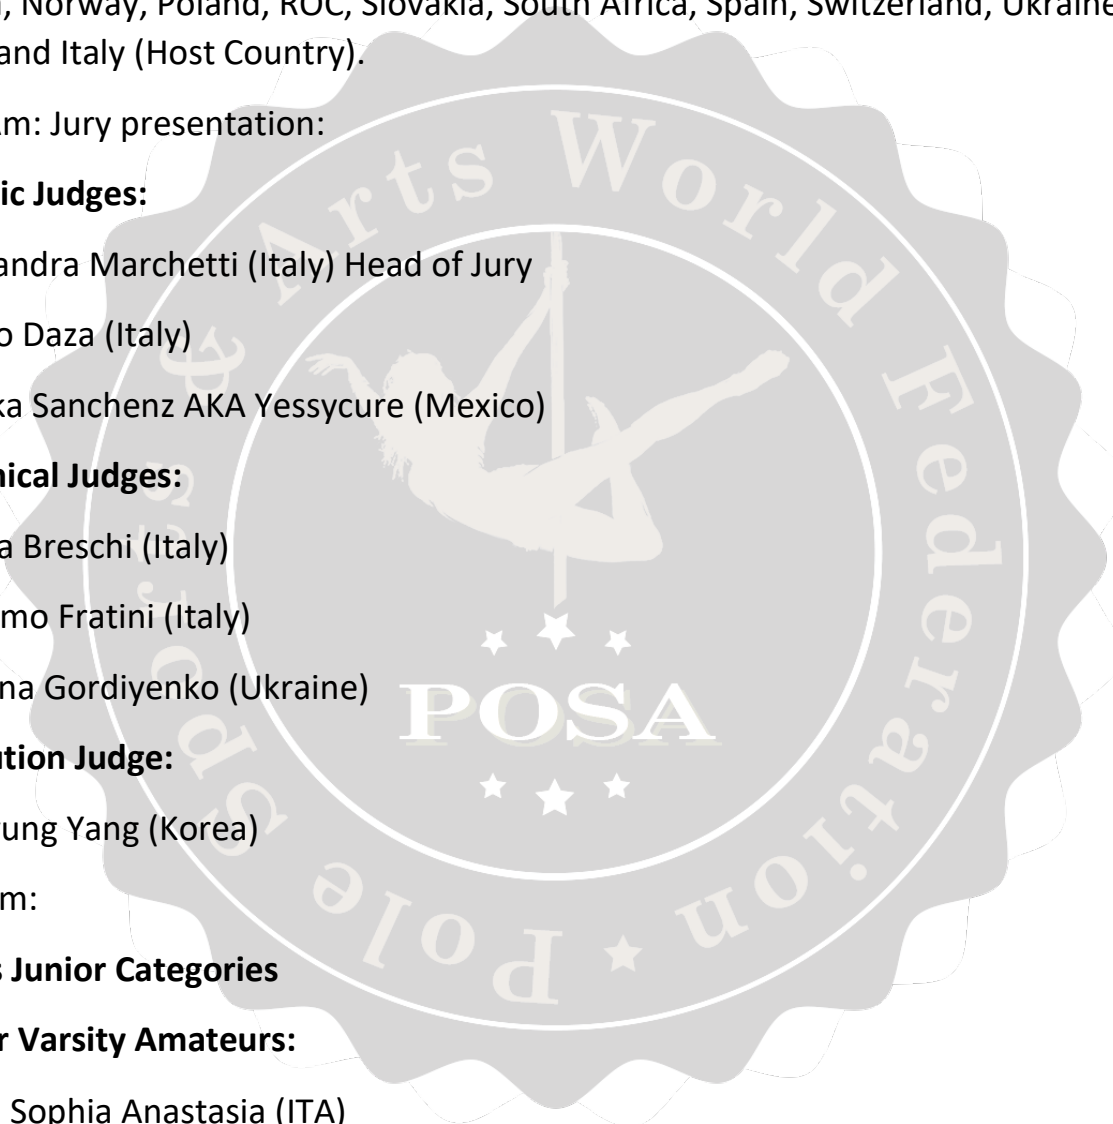 , Norway, Poland, ROC, Slovakia, South Africa, Spain, Switzerland, Ukraine
and Italy (Host Country).
m: Jury presentation:
ic Judges:
andra Marchetti (Italy) Head of Jury
o Daza (Italy)
ka Sanchenz AKA Yessycure (Mexico)
nical Judges:
a Breschi (Italy)
mo Fratini (Italy)
na Gordiyenko (Ukraine)
ution Judge:
ung Yang (Korea)
m:
s Junior Categories
r Varsity Amateurs:
Sophia Anastasia (ITA)
Pole Sports & Arts World Federation
POSA